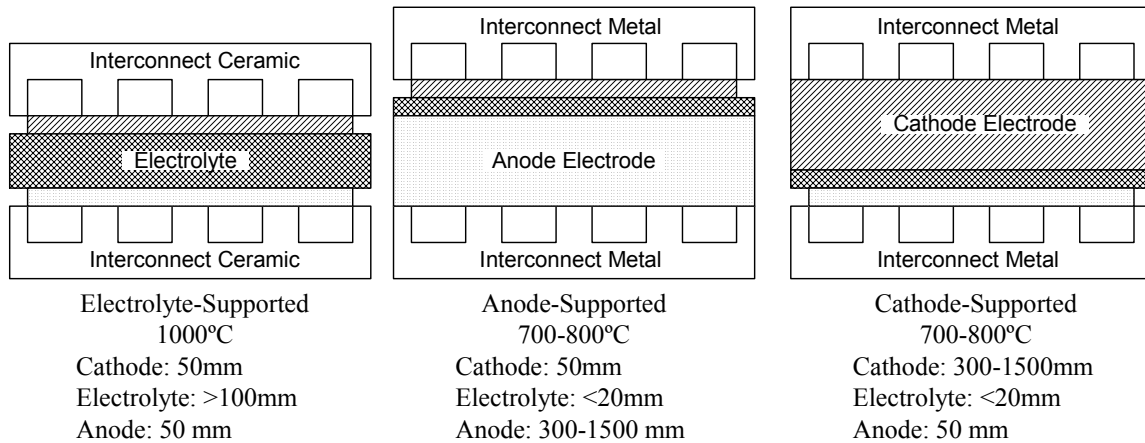 Interconnect Ceramic
Electrolyte
Interconnect Ceramic
Electrolyte-Supported
1000ºC
Cathode: 50mm
Electrolyte: >100mm
Anode: 50 mm
Interconnect Metal
Anode Electrode
Interconnect Metal
Anode-Supported
700-800ºC
Cathode: 50mm
Electrolyte: <20mm
Anode: 300-1500 mm
Interconnect Metal
Cathode Electrode
Interconnect Metal
Cathode-Supported
700-800ºC
Cathode: 300-1500mm
Electrolyte: <20mm
Anode: 50 mm